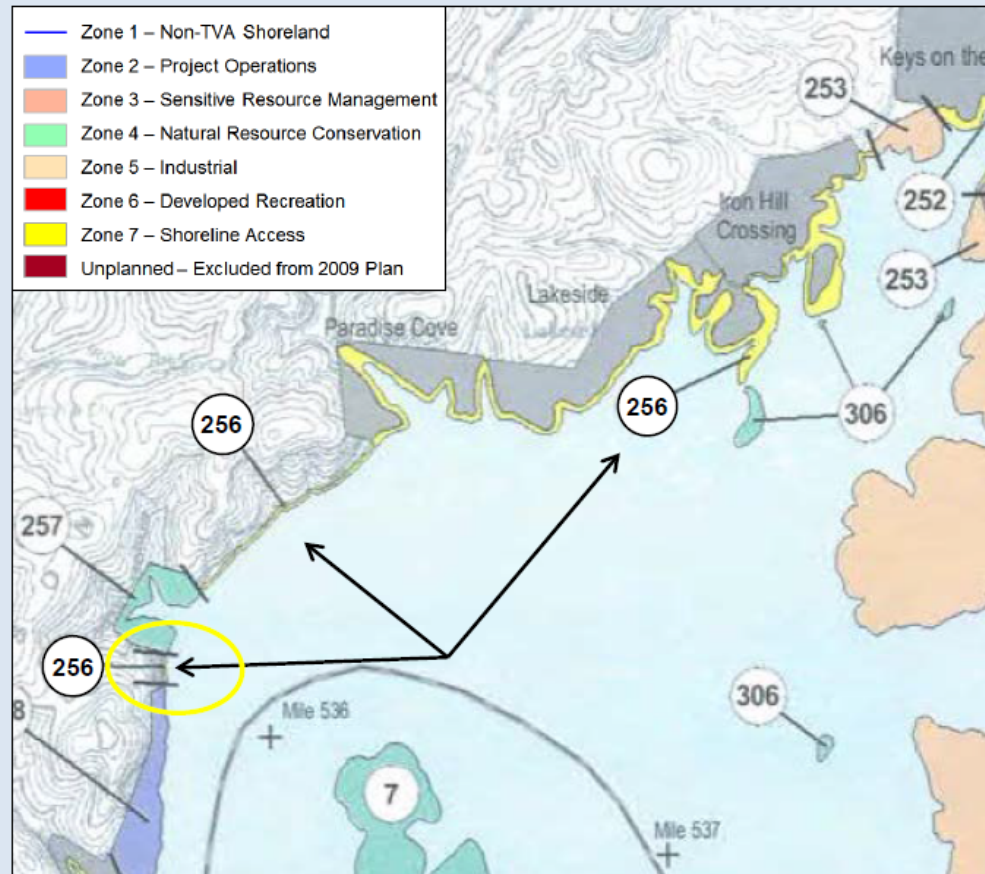 Zone 1 – Non-TVA Shoreland
Zone 2 – Project Operations
Zone 3 – Sensitive Resource Management
Zone 4 – Natural Resource Conservation
Zone 5 – Industrial
Zone 6 – Developed Recreation
Zone 7 – Shoreline Access
Unplanned – Excluded from 2009 Plan
Keys on the
253
252
Iron Hill
Crossing
253
Lakeside
Paradise Cove
256
306
256
257
256
306
8
Mile 536
7
Mile 537